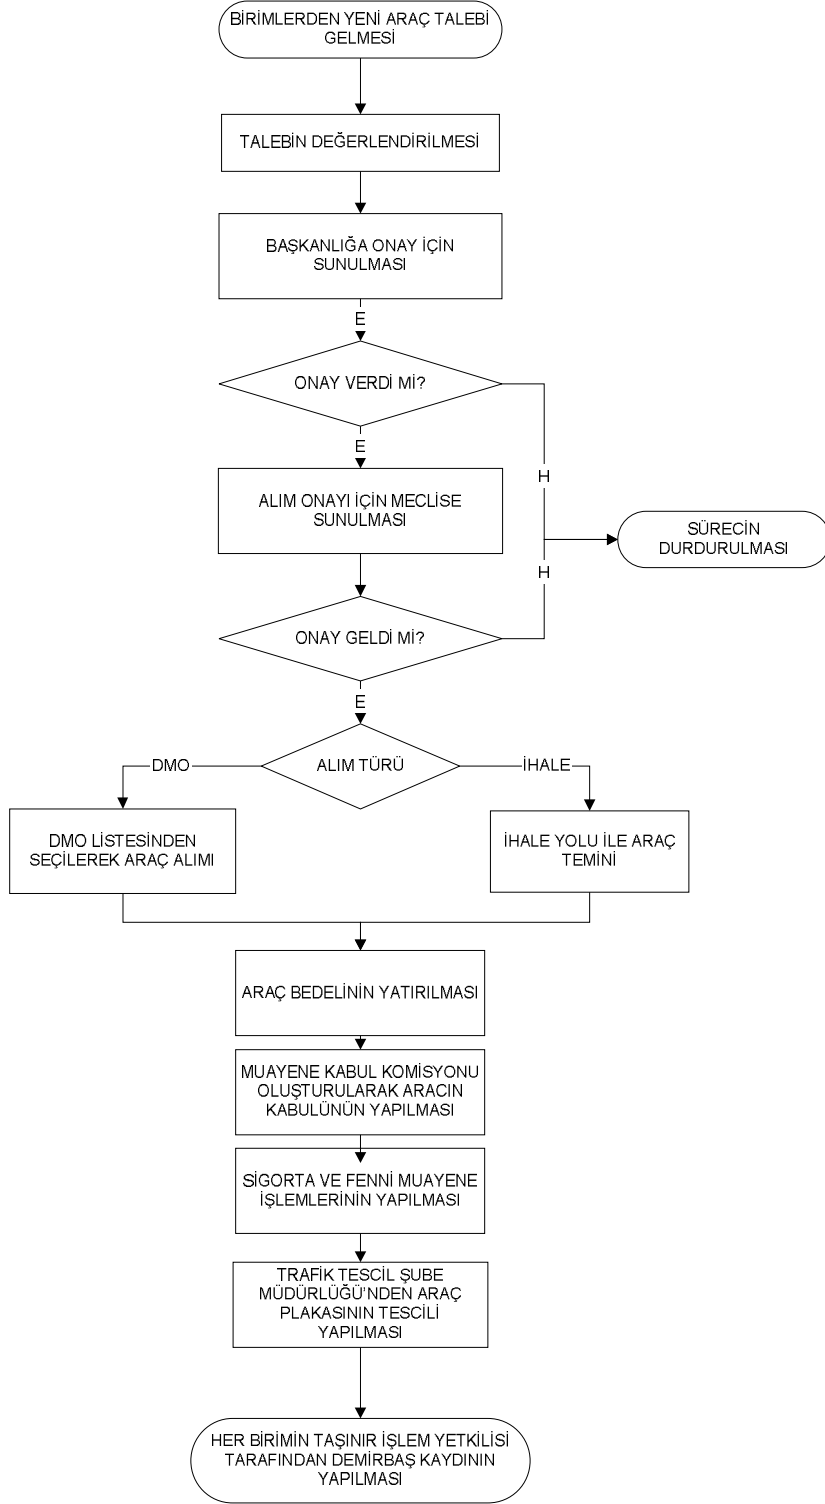 BİRİMLERDEN YENİ ARAÇ TALEBİ
GELMESİ
TALEBİN DEĞERLENDİRİLMESİ
BAŞKANLIĞA ONAY İÇİN
SUNULMASI
E
ONAY VERDİ Mİ?
E
H
ALIM ONAYI İÇİN MECLİSE
SUNULMASI
SÜRECİN
DURDURULMASI
H
ONAY GELDİ Mİ?
E
ALIM TÜRÜ
DMO
İHALE
DMO LİSTESİNDEN
SEÇİLEREK ARAÇ ALIMI
İHALE YOLU İLE ARAÇ
TEMİNİ
ARAÇ BEDELİNİN YATIRILMASI
MUAYENE KABUL KOMİSYONU
OLUŞTURULARAK ARACIN
KABULÜNÜN YAPILMASI
SİGORTA VE FENNİ MUAYENE
İŞLEMLERİNİN YAPILMASI
TRAFİK TESCİL ŞUBE
MÜDÜRLÜĞÜ'NDEN ARAÇ
PLAKASININ TESCİLİ
YAPILMASI
HER BİRİMİN TAŞINIR İŞLEM YETKİLİSİ
TARAFINDAN DEMİRBAŞ KAYDININ
YAPILMASI